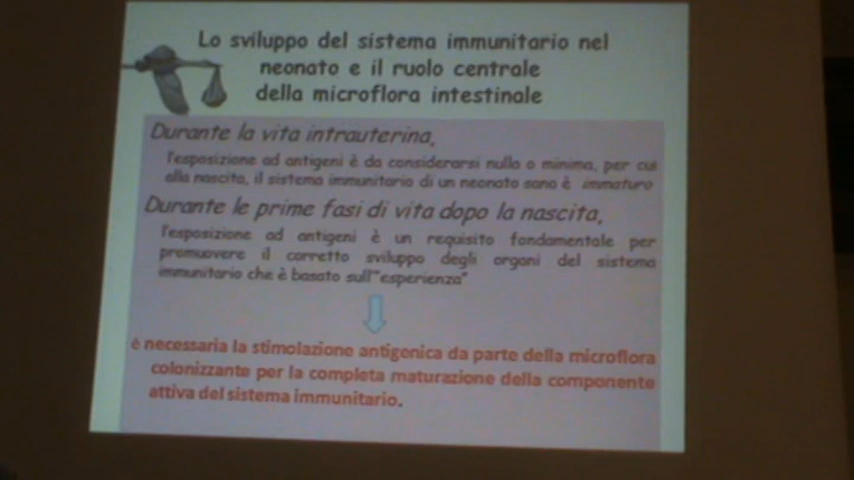 Lo sviluppo del sistema immunitario nel
neonato e il ruolo centrale
della microflora intestinale
Durante la vita intrauterina,
l'esposizione ad antigeni è da considerarsi nulla o minima, per cui
alla nascita, il sistema immunitario di un neonato sano è immaturo
Durante le prime fasi di vita dopo la nascita,
l'esposizione ad antigeni è un requisito fondamentale per
promuovere il corretto sviluppo degli organi del sistema
immunitario che è basato sull'"esperienza"
è necessaria la stimolazione antigenica da parte della microflora
colonizzante per la completa maturazione della componente
attiva del sistema immunitario.